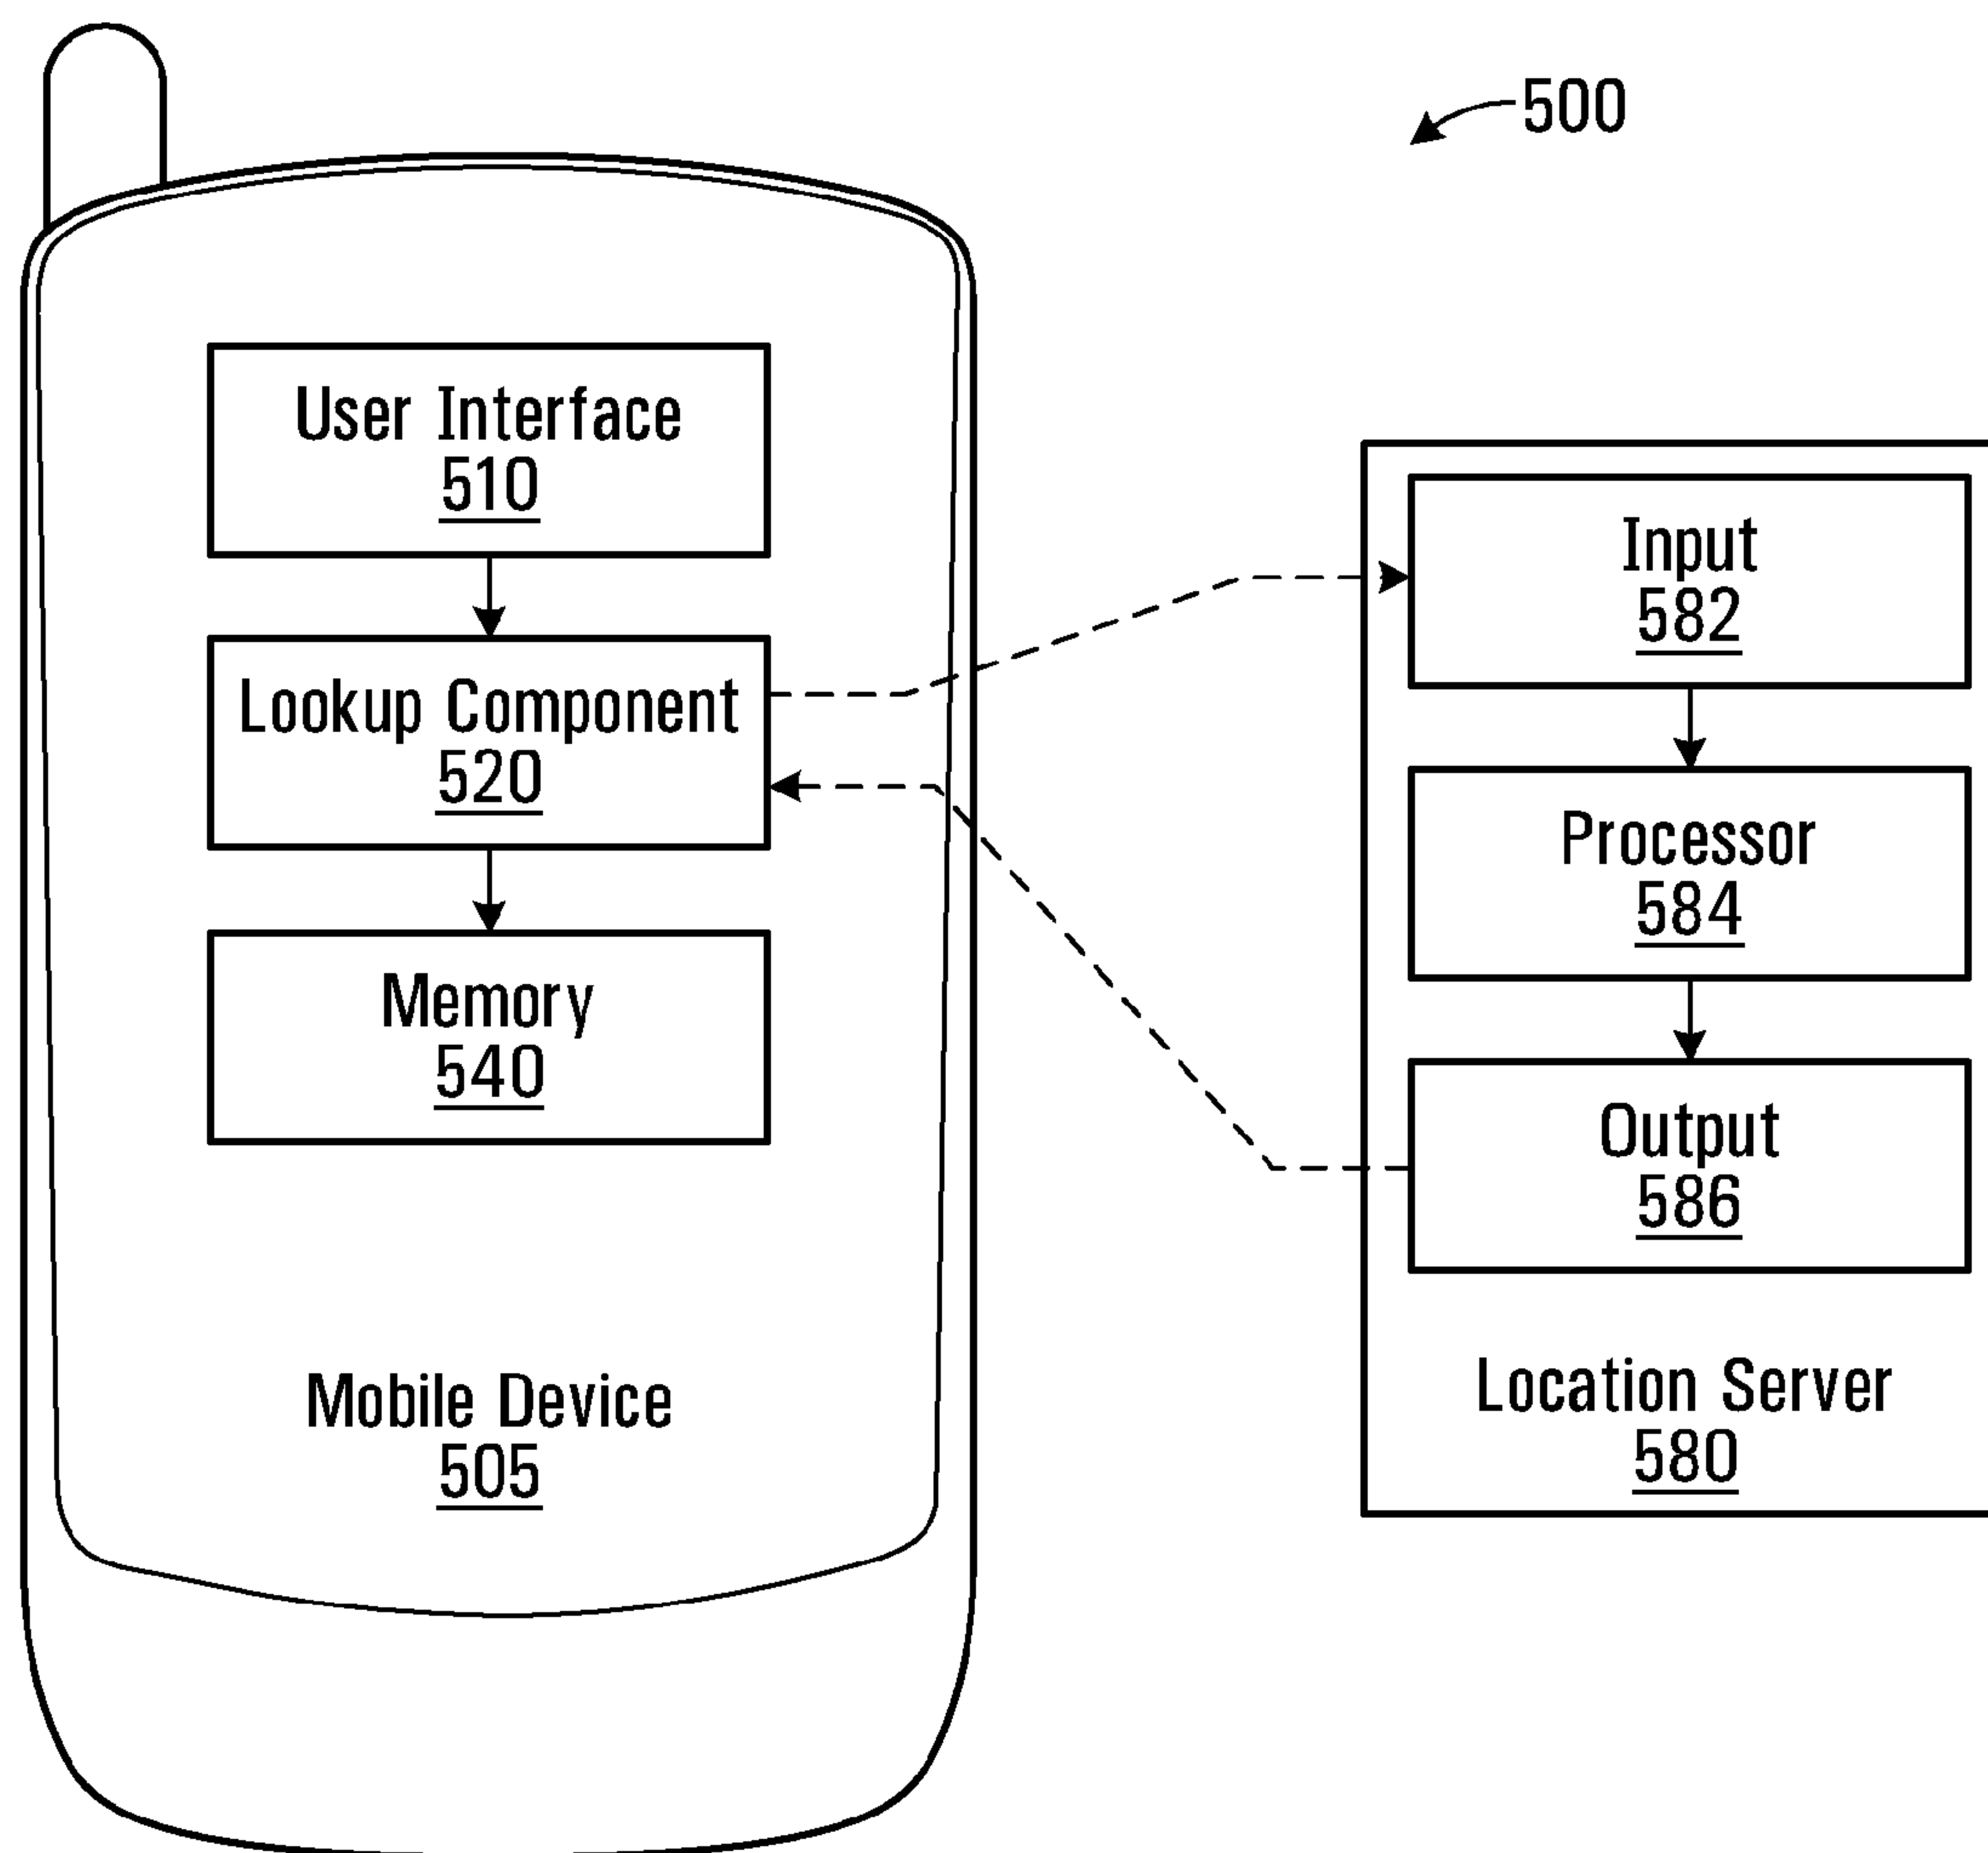 500
User Interface
510
Lookup Component
520
Memory
540
Mobile Device
505
Input
582
Processor
584
Output
586
Location Server
580